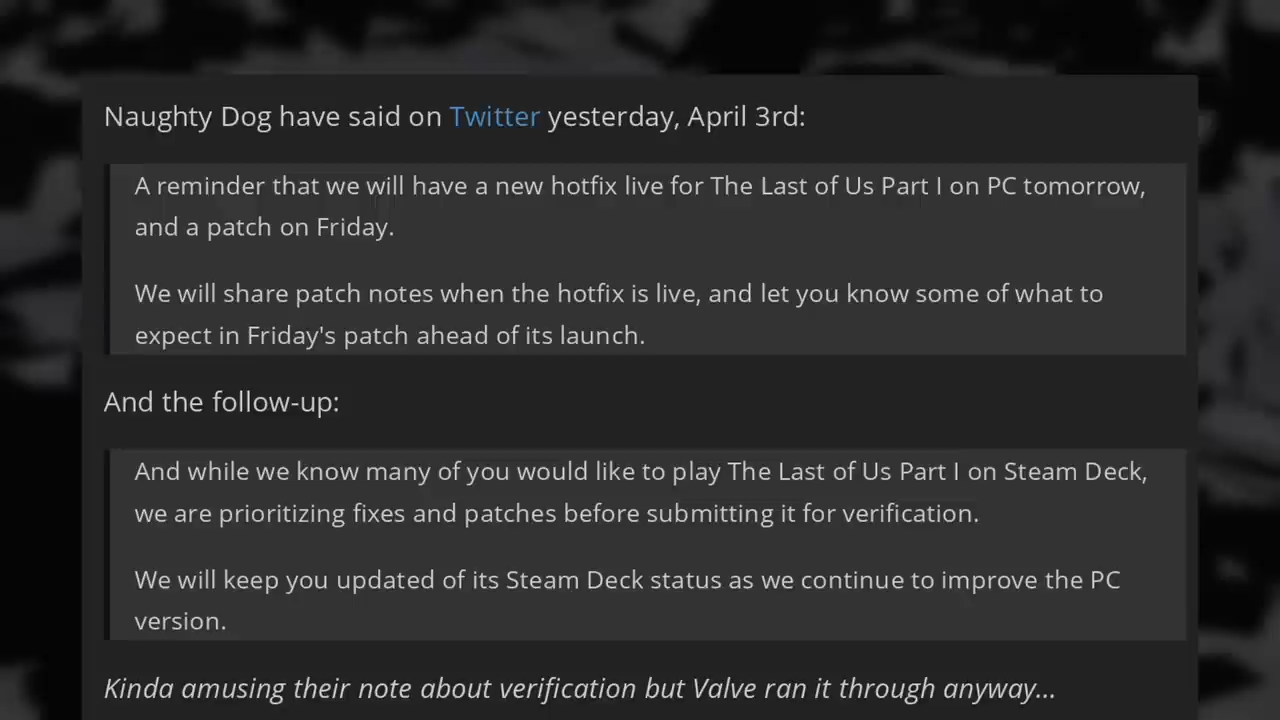 Naughty Dog have said on Twitter yesterday, April 3rd:
A reminder that we will have a new hotfix live for The Last of Us Part I on PC tomorrow,
and a patch on Friday.
We will share patch notes when the hotfix is live, and let you know some of what to
expect in Friday's patch ahead of its launch.
And the follow-up:
And while we know many of you would like to play The Last of Us Part I on Steam Deck,
we are prioritizing fixes and patches before submitting it for verification.
We will keep you updated of its Steam Deck status as we continue to improve the PC
version.
Kinda amusing their note about verification but Valve ran it through anyway...